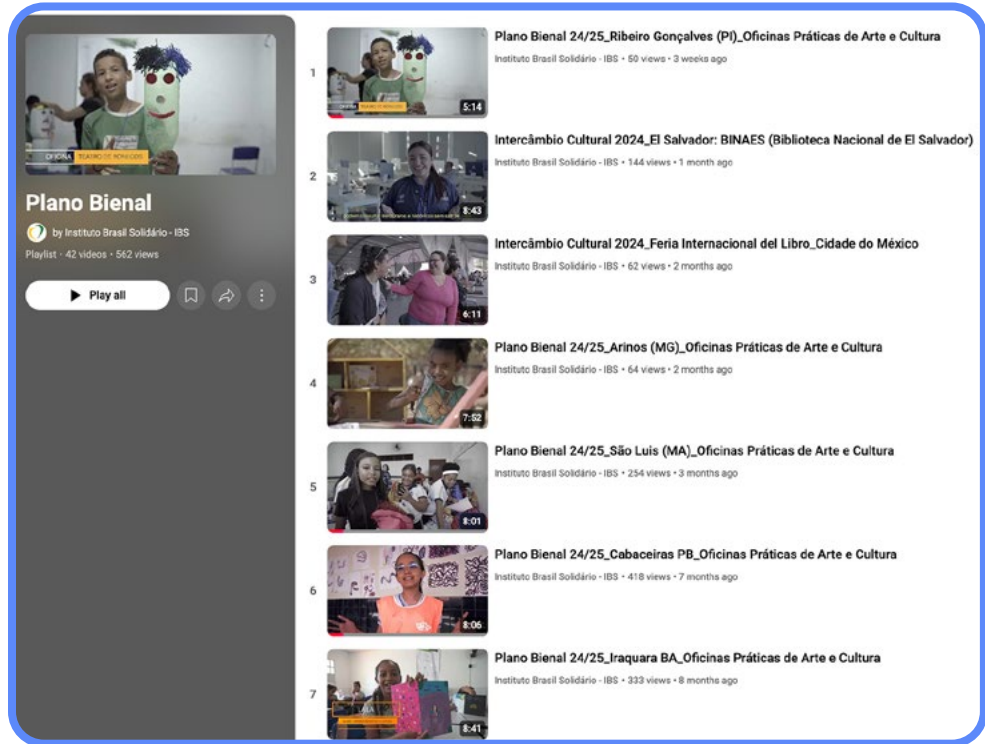 OFICINA TEATRO DE BONECOS
Plano Bienal
by Instituto Brasil Solidário - IBS
Playlist · 42 videos · 562 views
Play all
1
OFICINA TEATRO DE BONECOS
5:14
Plano Bienal 24/25_Ribeiro Gonçalves (PI)_Oficinas Práticas de Arte e Cultura
Instituto Brasil Solidário - IBS • 50 views • 3 weeks ago
2
8:43
Intercâmbio Cultural 2024_El Salvador: BINAES (Biblioteca Nacional de El Salvador)
Instituto Brasil Solidário - IBS • 144 views • 1 month ago
3
6:11
Intercâmbio Cultural 2024_Feria Internacional del Libro_Cidade do México
Instituto Brasil Solidário - IBS • 62 views • 2 months ago
4
7:52
Plano Bienal 24/25_Arinos (MG)_Oficinas Práticas de Arte e Cultura
Instituto Brasil Solidário - IBS • 64 views • 2 months ago
5
8:01
Plano Bienal 24/25_São Luis (MA)_Oficinas Práticas de Arte e Cultura
Instituto Brasil Solidário - IBS • 254 views • 3 months ago
6
8:06
Plano Bienal 24/25_Cabaceiras PB_Oficinas Práticas de Arte e Cultura
Instituto Brasil Solidário - IBS • 418 views • 7 months ago
7
8:41
Plano Bienal 24/25_Iraquara BA_Oficinas Práticas de Arte e Cultura
Instituto Brasil Solidário - IBS • 333 views • 8 months ago